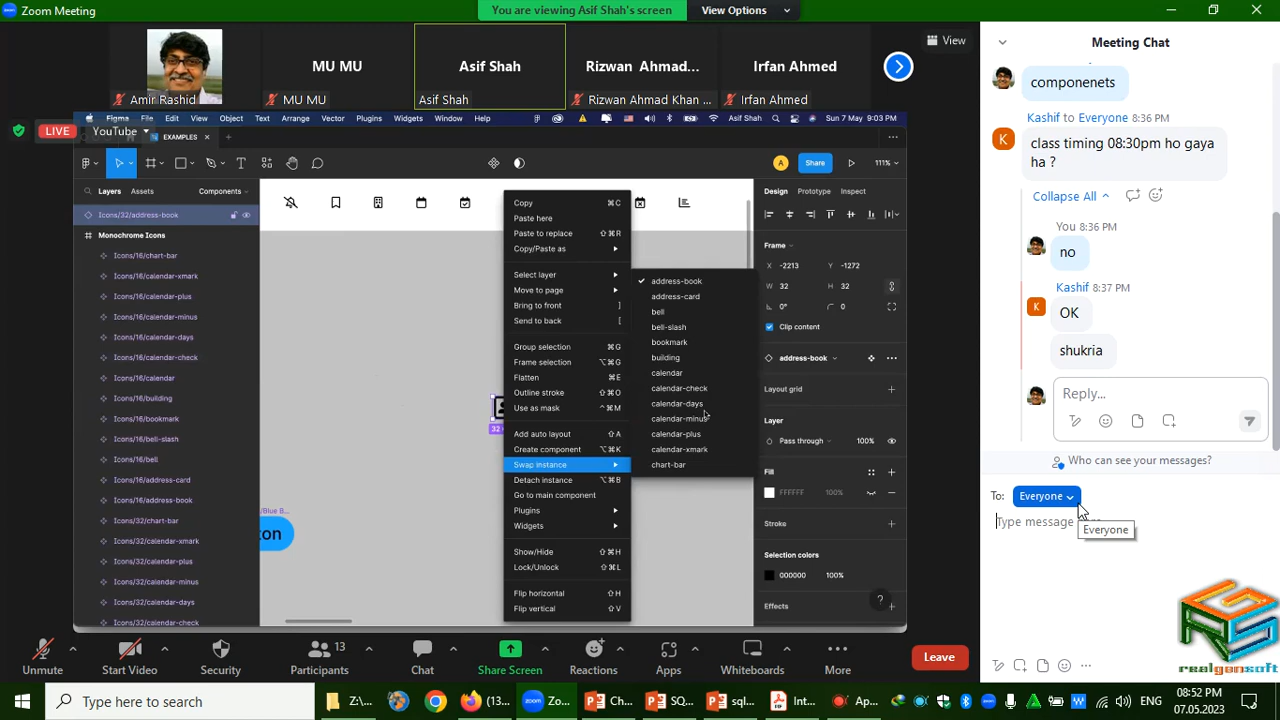 Zoom Meeting
You are viewing Asif Shah's screen
View Options
MU MU
Asif Shah
Rizwan Ahmad...
Irfan Ahmed
View
Amir Rashid
MU MU
Asif Shah
Rizwan Ahmad Khan ...
Irfan Ahmed
LIVE
YouTube
Figma File Edit View Object Text Arrange Vector Plugins Widgets Window Help
Asif Shah
Sun 7 May 9:03 PM
EXAMPLES
Share
111%
Layers
Assets
Components
Icons/32/address-book
Monochrome Icons
Icons/16/chart-bar
Icons/16/calendar-xmark
Icons/16/calendar-plus
Icons/16/calendar-minus
Icons/16/calendar-days
Icons/16/calendar-check
Icons/16/calendar
Icons/16/building
Icons/16/bookmark
Icons/16/bell-slash
Icons/16/bell
Icons/16/address-card
Icons/16/address-book
Icons/32/chart-bar
Icons/32/calendar-xmark
Icons/32/calendar-plus
Icons/32/calendar-minus
Icons/32/calendar-days
Icons/32/calendar-check
32
/Blue B...
con
Copy ⌘C
Paste here
Paste to replace ⇧⌘R
Copy/Paste as
Select layer
Move to page
Bring to front ]
Send to back [
Group selection ⌘G
Frame selection ⌥⌘G
Flatten ⌘E
Outline stroke ⇧⌘O
Use as mask ^⌘M
Add auto layout ⇧A
Create component ⌥⌘K
Swap instance
Detach instance ⌥⌘B
Go to main component
Plugins
Widgets
Show/Hide ⇧⌘H
Lock/Unlock ⇧⌘L
Flip horizontal ⇧H
Flip vertical ⇧V
address-book
address-card
bell
bell-slash
bookmark
building
calendar
calendar-check
calendar-days
calendar-minus
calendar-plus
calendar-xmark
chart-bar
Design
Prototype
Inspect
Frame
X -2213 Y -1272
W 32 H 32
0° 0
Clip content
address-book
Layout grid
Layer
Pass through 100%
Fill
FFFFFF 100%
Stroke
Selection colors
000000 100%
Effects
?
Meeting Chat
componenets
Kashif to Everyone 8:36 PM
K
class timing 08:30pm ho gaya
ha ?
Collapse All
You 8:36 PM
no
Kashif 8:37 PM
K
OK
shukria
Reply...
Who can see your messages?
To: Everyone
Type message
Everyone
realgensoft
Unmute
Start Video
Security
Participants
13
Chat
Share Screen
Reactions
Apps
Whiteboards
More
Leave
Type here to search
Z:\...
(13...
Zo...
Ch...
SQ...
sql...
Int...
Ap...
ENG
08:52 PM
07.05.2023